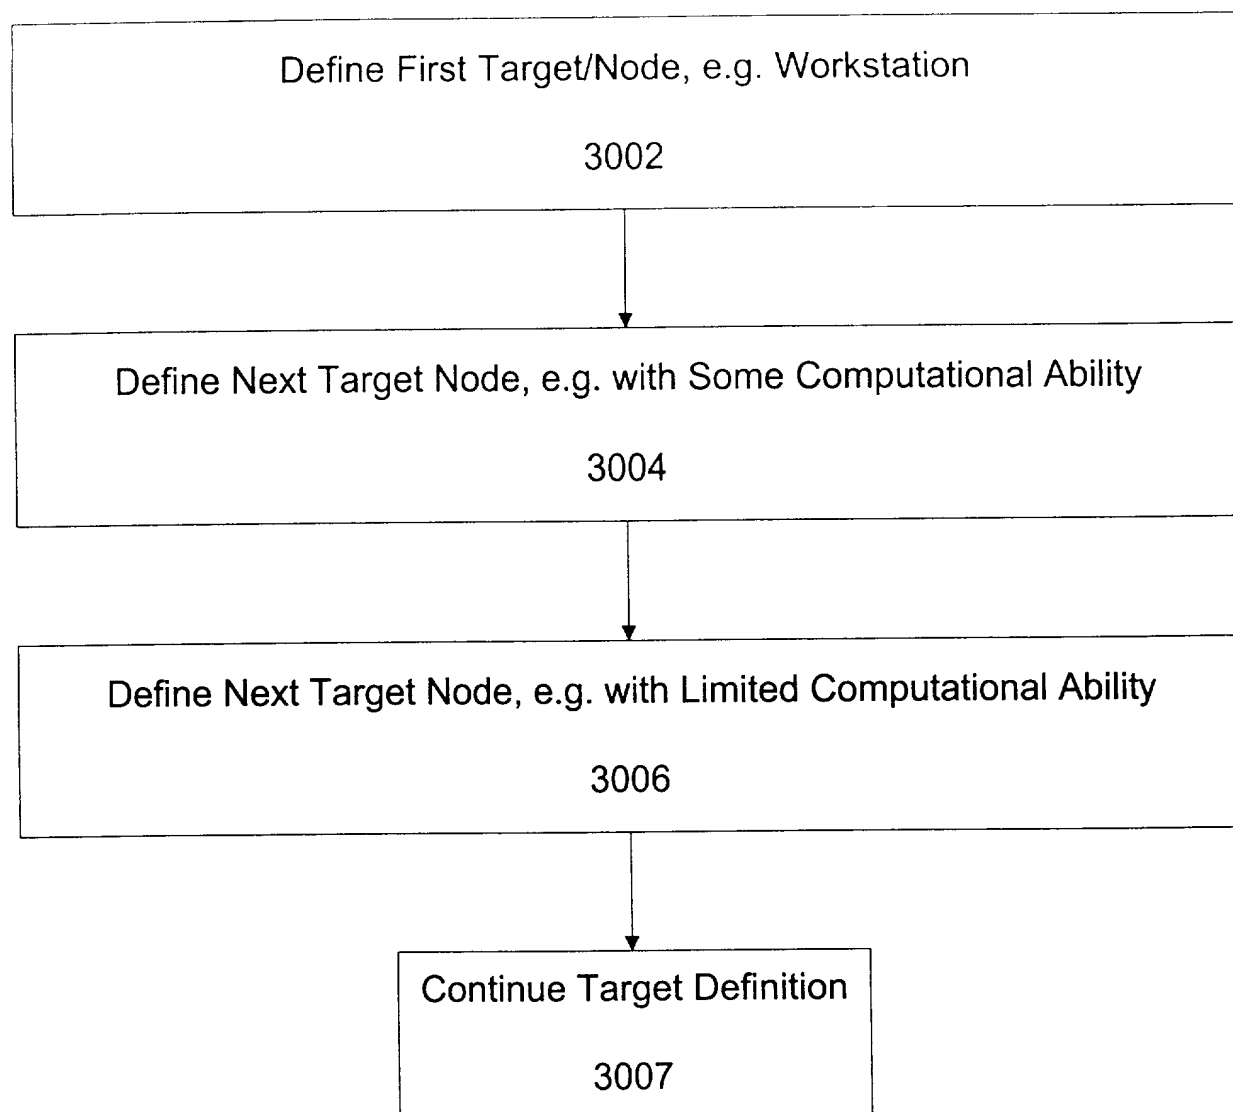 Define First Target/Node, e.g. Workstation
3002
Define Next Target Node, e.g. with Some Computational Ability
3004
Define Next Target Node, e.g. with Limited Computational Ability
3006
Continue Target Definition
3007